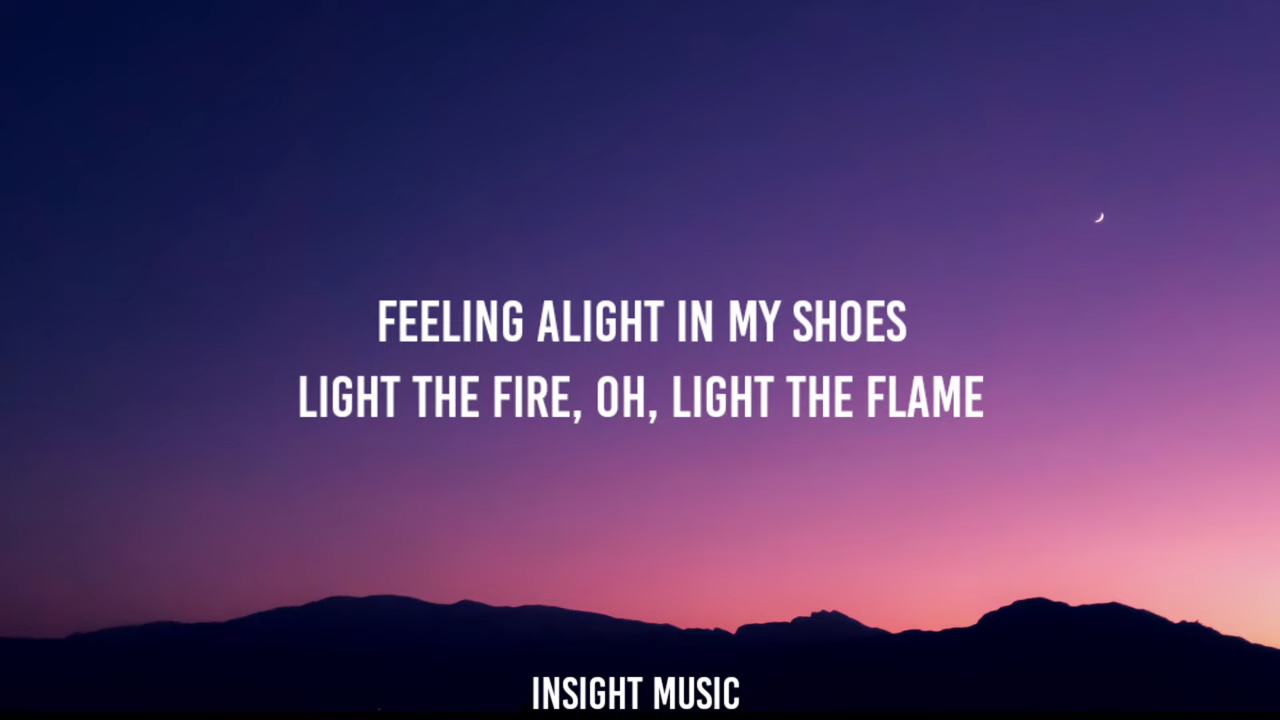 FEELING ALIGHT IN MY SHOES
LIGHT THE FIRE, OH, LIGHT THE FLAME
INSIGHT MUSIC